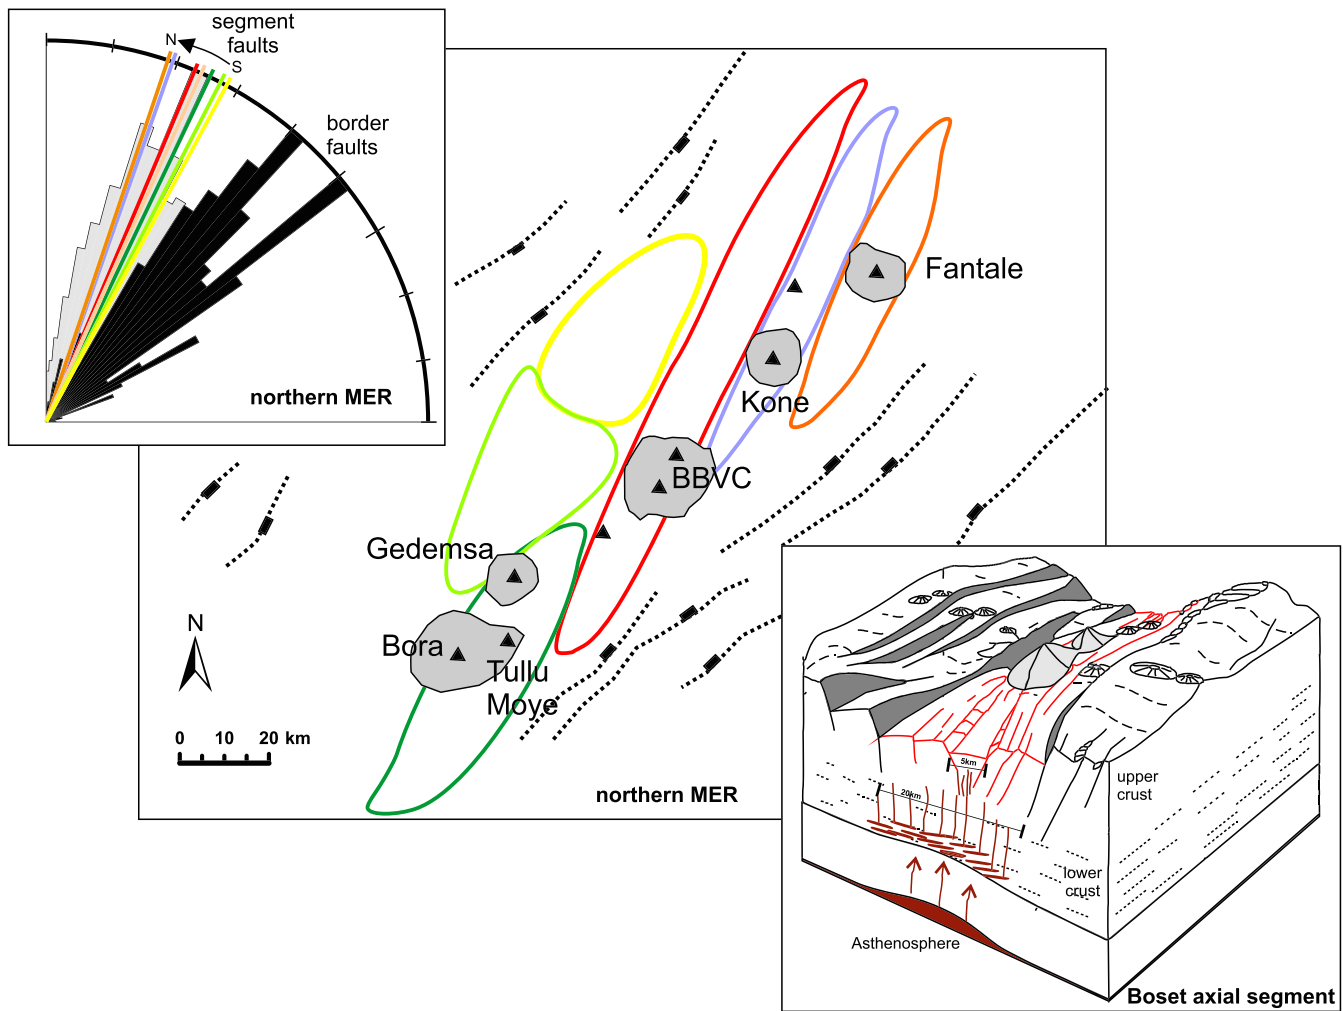 segment
faults
N
S
border
faults
northern MER
Fantale
Kone
BBVC
Gedemsa
Bora
Tullu
Moye
N
0 10 20 km
northern MER
5km
20km
upper
crust
lower
crust
Asthenosphere
Boset axial segment